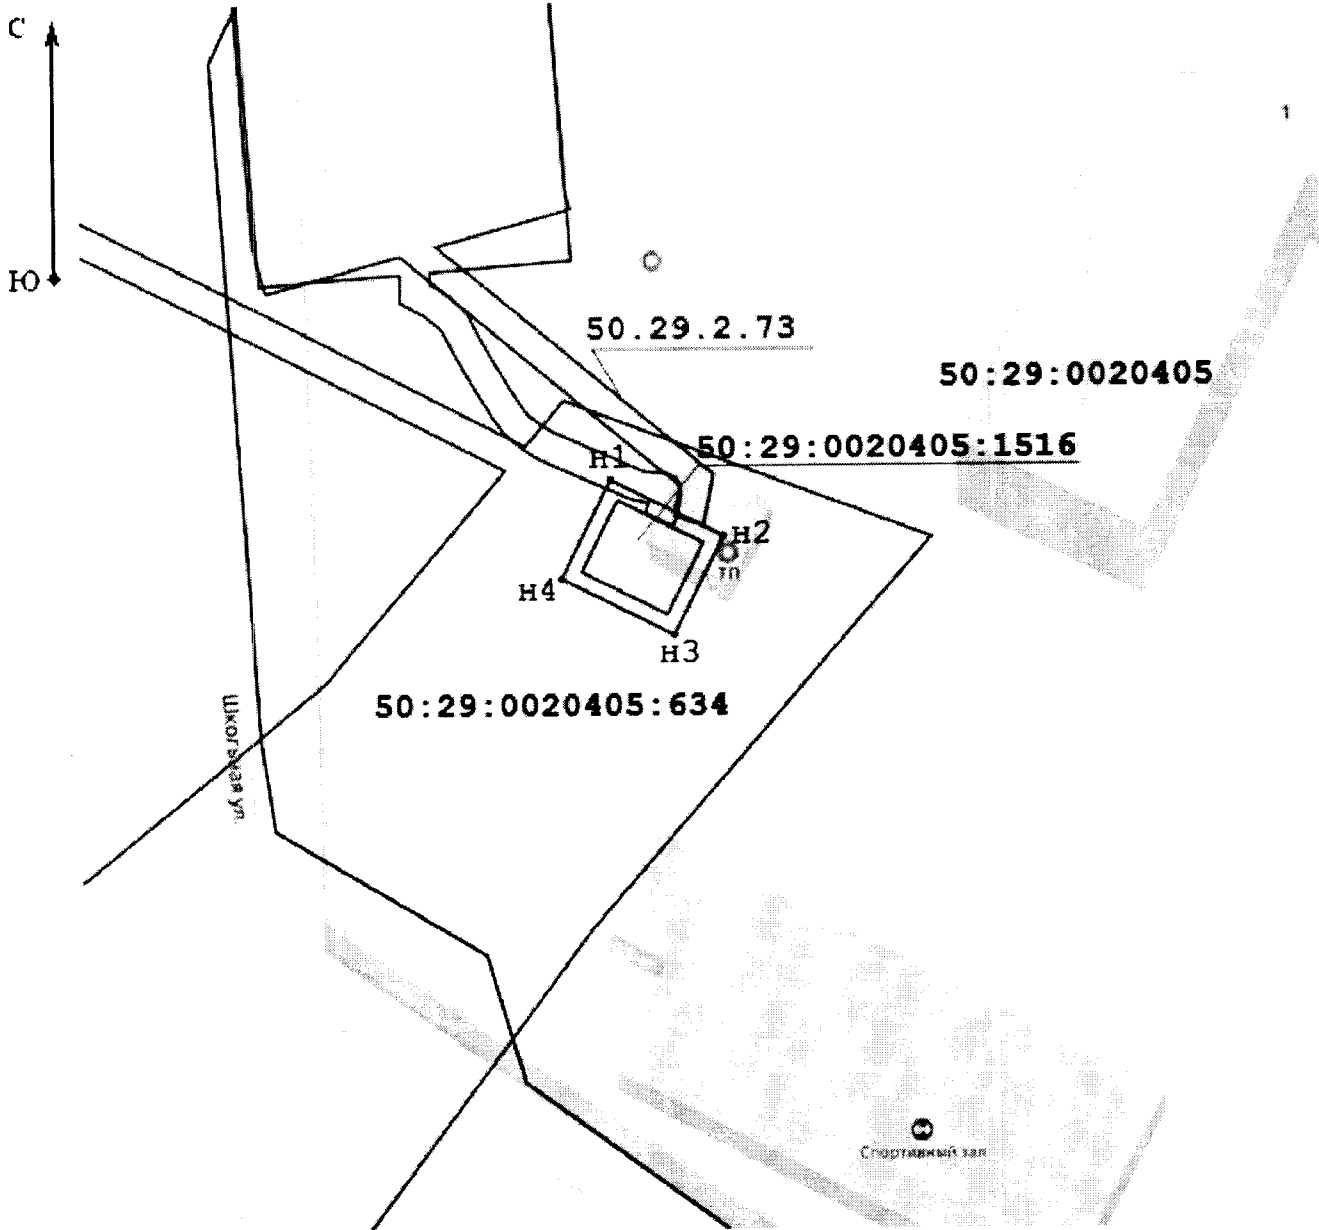 С
1
Ю
50.29.2.73
50:29:0020405
50:29:0020405:1516
н1
н2
тп
н4
н3
50:29:0020405:634
Школьная ул.
Спортивный зал